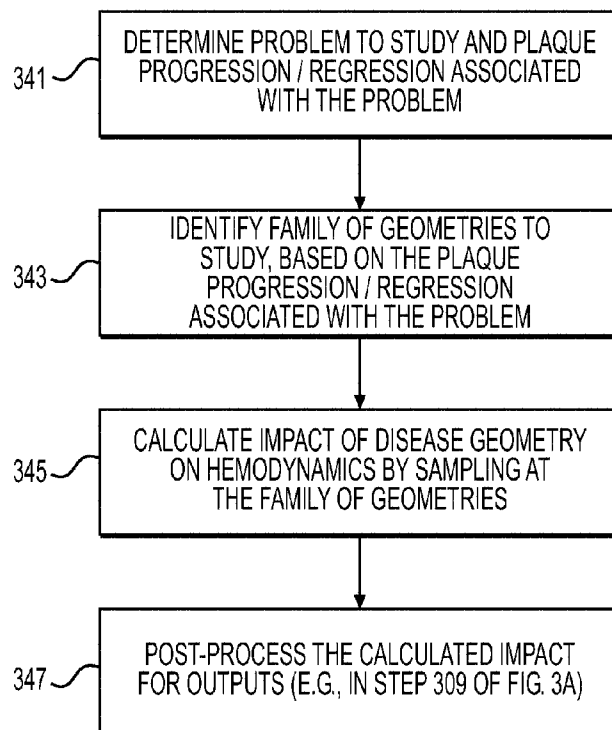 341
DETERMINE PROBLEM TO STUDY AND PLAQUE
PROGRESSION / REGRESSION ASSOCIATED
WITH THE PROBLEM
343
IDENTIFY FAMILY OF GEOMETRIES TO
STUDY, BASED ON THE PLAQUE
PROGRESSION / REGRESSION
ASSOCIATED WITH THE PROBLEM
345
CALCULATE IMPACT OF DISEASE GEOMETRY
ON HEMODYNAMICS BY SAMPLING AT
THE FAMILY OF GEOMETRIES
347
POST-PROCESS THE CALCULATED IMPACT
FOR OUTPUTS (E.G., IN STEP 309 OF FIG. 3A)